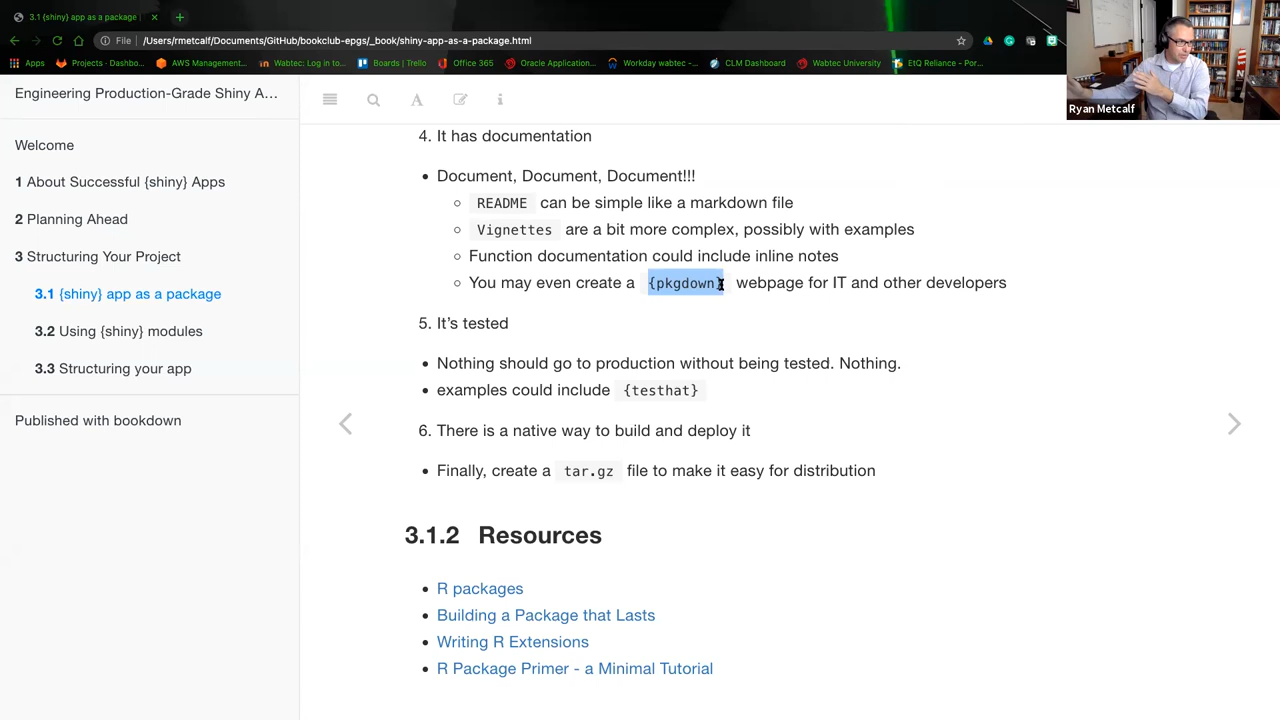 3.1 {shiny} app as a package |
File | /Users/rmetcalf/Documents/GitHub/bookclub-epgs/_book/shiny-app-as-a-package.html
Apps Projects - Dashbo... AWS Management... Wabtec: Log in to... Boards | Trello Office 365 Oracle Application... Workday wabtec -... CLM Dashboard Wabtec University EtQ Reliance - Por...
Ryan Metcalf
Engineering Production-Grade Shiny A...
Welcome
1 About Successful {shiny} Apps
2 Planning Ahead
3 Structuring Your Project
3.1 {shiny} app as a package
3.2 Using {shiny} modules
3.3 Structuring your app
Published with bookdown
4. It has documentation
• Document, Document, Document!!!
◦ README can be simple like a markdown file
◦ Vignettes are a bit more complex, possibly with examples
◦ Function documentation could include inline notes
◦ You may even create a {pkgdown} webpage for IT and other developers
5. It’s tested
• Nothing should go to production without being tested. Nothing.
• examples could include {testhat}
6. There is a native way to build and deploy it
• Finally, create a tar.gz file to make it easy for distribution
3.1.2 Resources
• R packages
• Building a Package that Lasts
• Writing R Extensions
• R Package Primer - a Minimal Tutorial